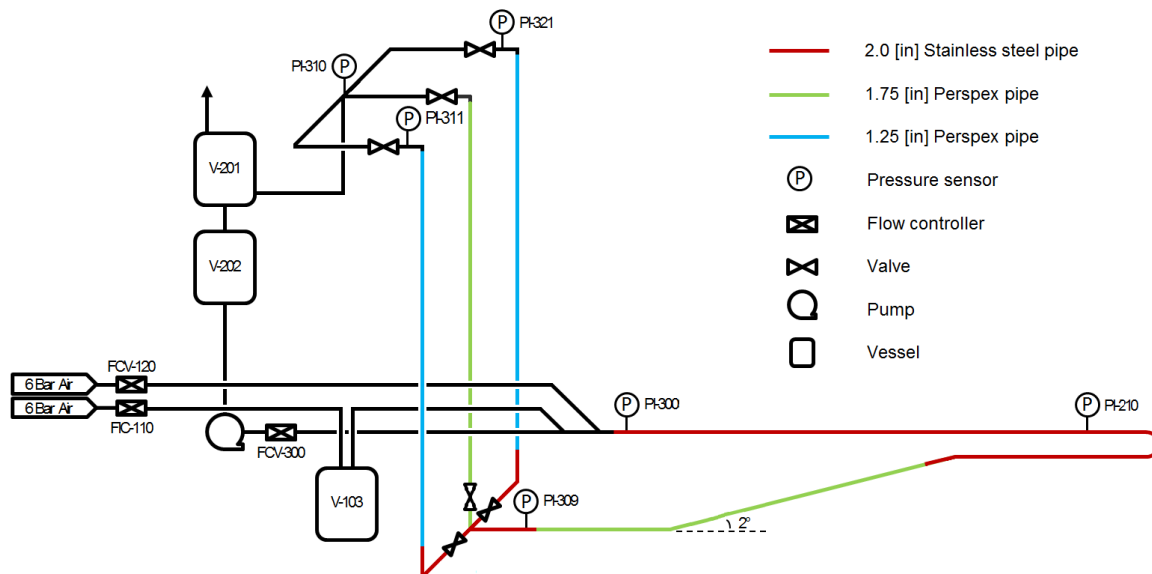 PI-321
PI-310
PI-311
V-201
V-202
6 Bar Air
FCV-120
6 Bar Air
FIC-110
FCV-300
V-103
PI-300
PI-210
PI-309
2°
2.0 [in] Stainless steel pipe
1.75 [in] Perspex pipe
1.25 [in] Perspex pipe
P Pressure sensor
Flow controller
Valve
Pump
Vessel
P
P
P
P
P
P